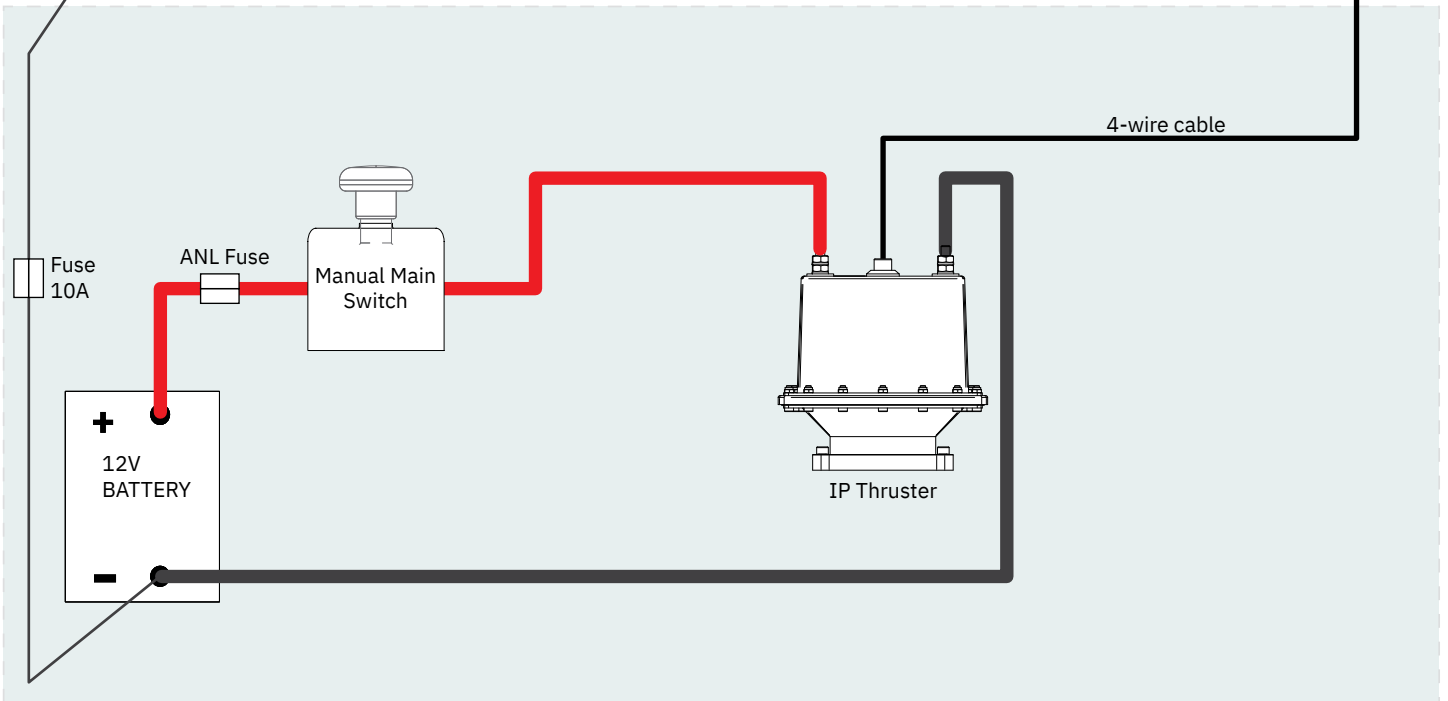 4-wire cable
ANL Fuse
Fuse
10A
Manual Main
Switch
+
12V
BATTERY
IP Thruster
-